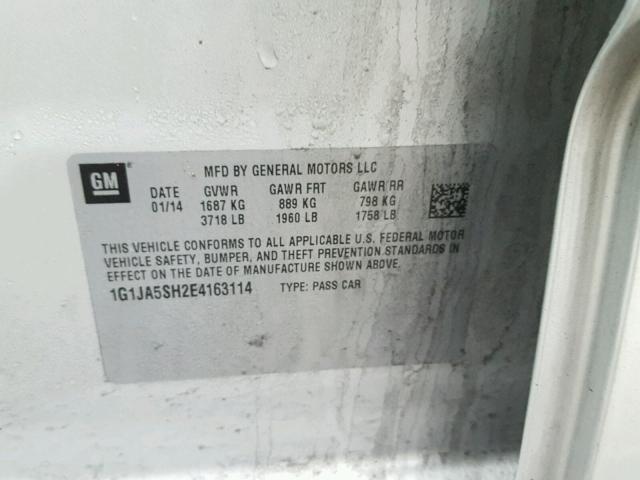 GM
MFD BY GENERAL MOTORS LLC
DATE GVWR GAWR FRT GAWR RR
01/14 1687 KG 889 KG 798 KG
3718 LB 1960 LB 1758 LB
THIS VEHICLE CONFORMS TO ALL APPLICABLE U.S. FEDERAL MOTOR
VEHICLE SAFETY, BUMPER, AND THEFT PREVENTION STANDARDS IN
EFFECT ON THE DATE OF MANUFACTURE SHOWN ABOVE.
1G1JA5SH2E4163114 TYPE: PASS CAR